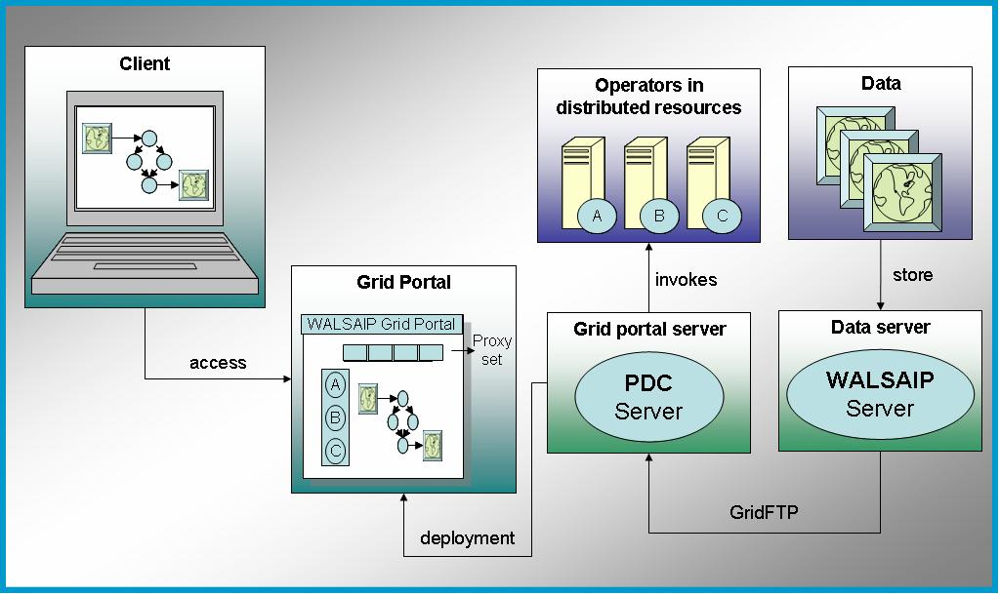 Client
access
Grid Portal
WALSAIP Grid Portal
Proxy
set
A
B
C
deployment
Operators in
distributed resources
A
B
C
invokes
Grid portal server
PDC
Server
Data
store
Data server
WALSAIP
Server
GridFTP